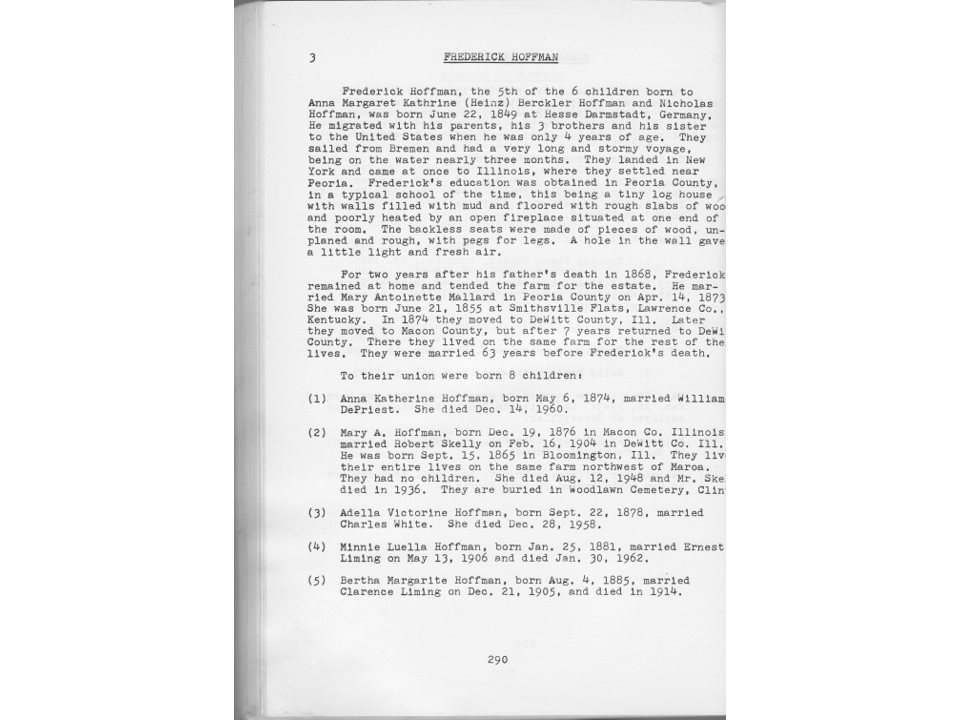 3 FREDERICK HOFFMAN
Frederick Hoffman, the 5th of the 6 children born to
Anna Margaret Kathrine (Heinz) Berckler Hoffman and Nicholas
Hoffman, was born June 22, 1849 at Hesse Darmstadt, Germany.
He migrated with his parents, his 3 brothers and his sister
to the United States when he was only 4 years of age. They
sailed from Bremen and had a very long and stormy voyage,
being on the water nearly three months. They landed in New
York and came at once to Illinois, where they settled near
Peoria. Frederick's education was obtained in Peoria County,
in a typical school of the time, this being a tiny log house
with walls filled with mud and floored with rough slabs of woo
and poorly heated by an open fireplace situated at one end of
the room. The backless seats were made of pieces of wood, un-
planed and rough, with pegs for legs. A hole in the wall gave
a little light and fresh air.
For two years after his father's death in 1868, Frederick
remained at home and tended the farm for the estate. He mar-
ried Mary Antoinette Mallard in Peoria County on Apr. 14, 1873
She was born June 21, 1855 at Smithsville Flats, Lawrence Co.,
Kentucky. In 1874 they moved to DeWitt County, Ill. Later
they moved to Macon County, but after 7 years returned to DeWi
County. There they lived on the same farm for the rest of the
lives. They were married 63 years before Frederick's death.
To their union were born 8 children:
(1) Anna Katherine Hoffman, born May 6, 1874, married William
DePriest. She died Dec. 14, 1960.
(2) Mary A. Hoffman, born Dec. 19, 1876 in Macon Co. Illinois
married Robert Skelly on Feb. 16, 1904 in DeWitt Co. Ill.
He was born Sept. 15, 1865 in Bloomington, Ill. They liv
their entire lives on the same farm northwest of Maroa.
They had no children. She died Aug. 12, 1948 and Mr. Ske
died in 1936. They are buried in Woodlawn Cemetery, Clin
(3) Adella Victorine Hoffman, born Sept. 22, 1878, married
Charles White. She died Dec. 28, 1958.
(4) Minnie Luella Hoffman, born Jan. 25, 1881, married Ernest
Liming on May 13, 1906 and died Jan. 30, 1962.
(5) Bertha Margarite Hoffman, born Aug. 4, 1885, married
Clarence Liming on Dec. 21, 1905, and died in 1914.
290